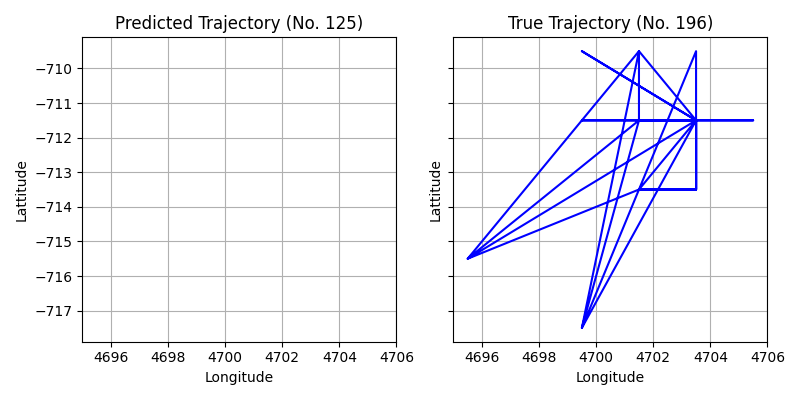 Predicted Trajectory (No. 125)
−710
−711
−712
−713
−714
−715
−716
−717
Lattitude
4696 4698 4700 4702 4704 4706
Longitude
True Trajectory (No. 196)
Lattitude
4696 4698 4700 4702 4704 4706
Longitude